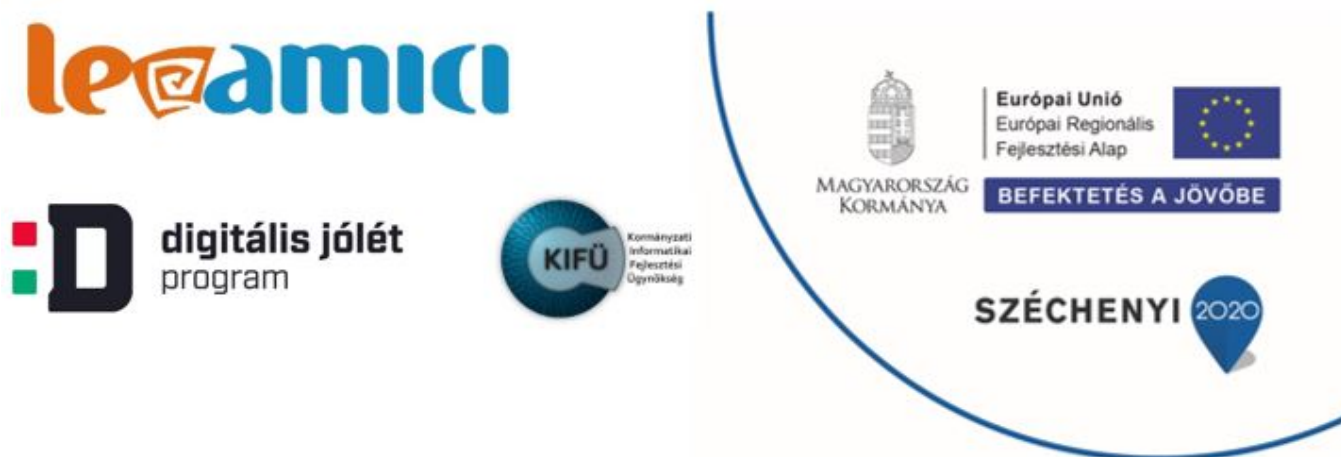 leeamici
digitális jólét
program
KIFÜ
Kormányzati
Informatikai
Fejlesztési
Ügynökség
MAGYARORSZÁG
KORMÁNYA
Európai Unió
Európai Regionális
Fejlesztési Alap
BEFEKTETÉS A JÖVŐBE
SZÉCHENYI 2020